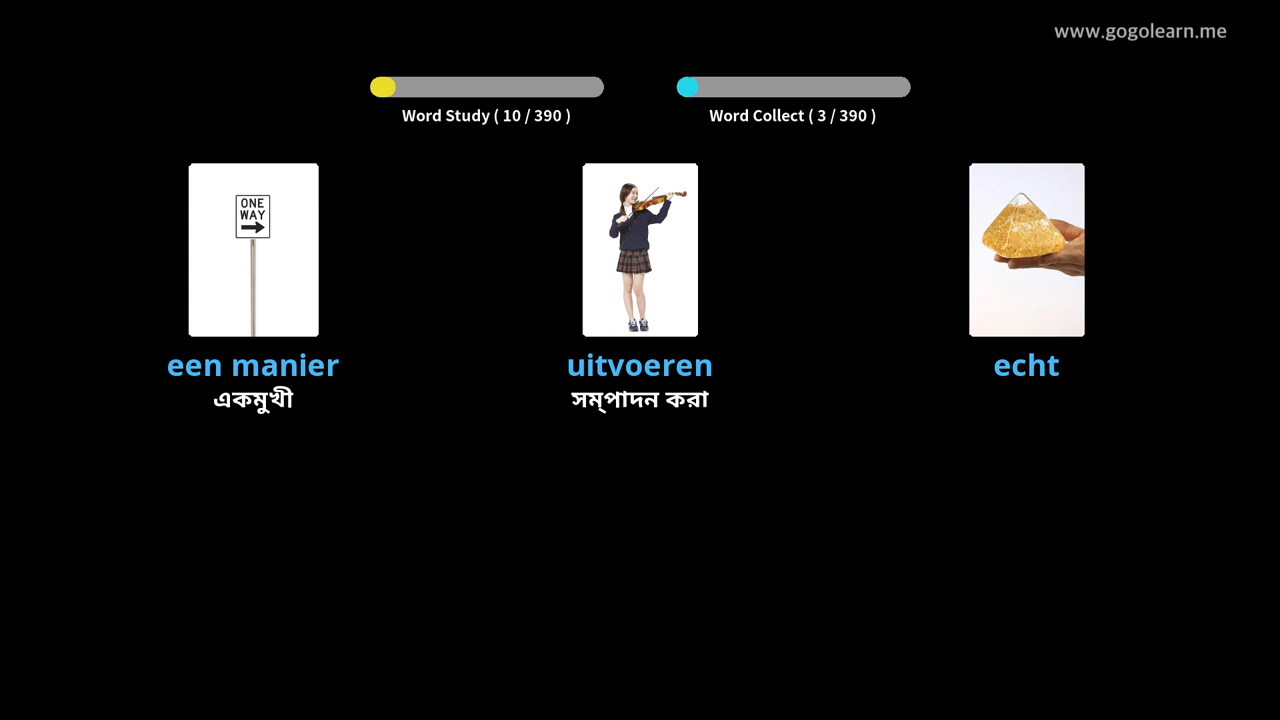 www.gogolearn.me
Word Study ( 10 / 390 )
Word Collect ( 3 / 390 )
ONE
WAY
een manier
একমুখী
uitvoeren
সম্পাদন করা
echt